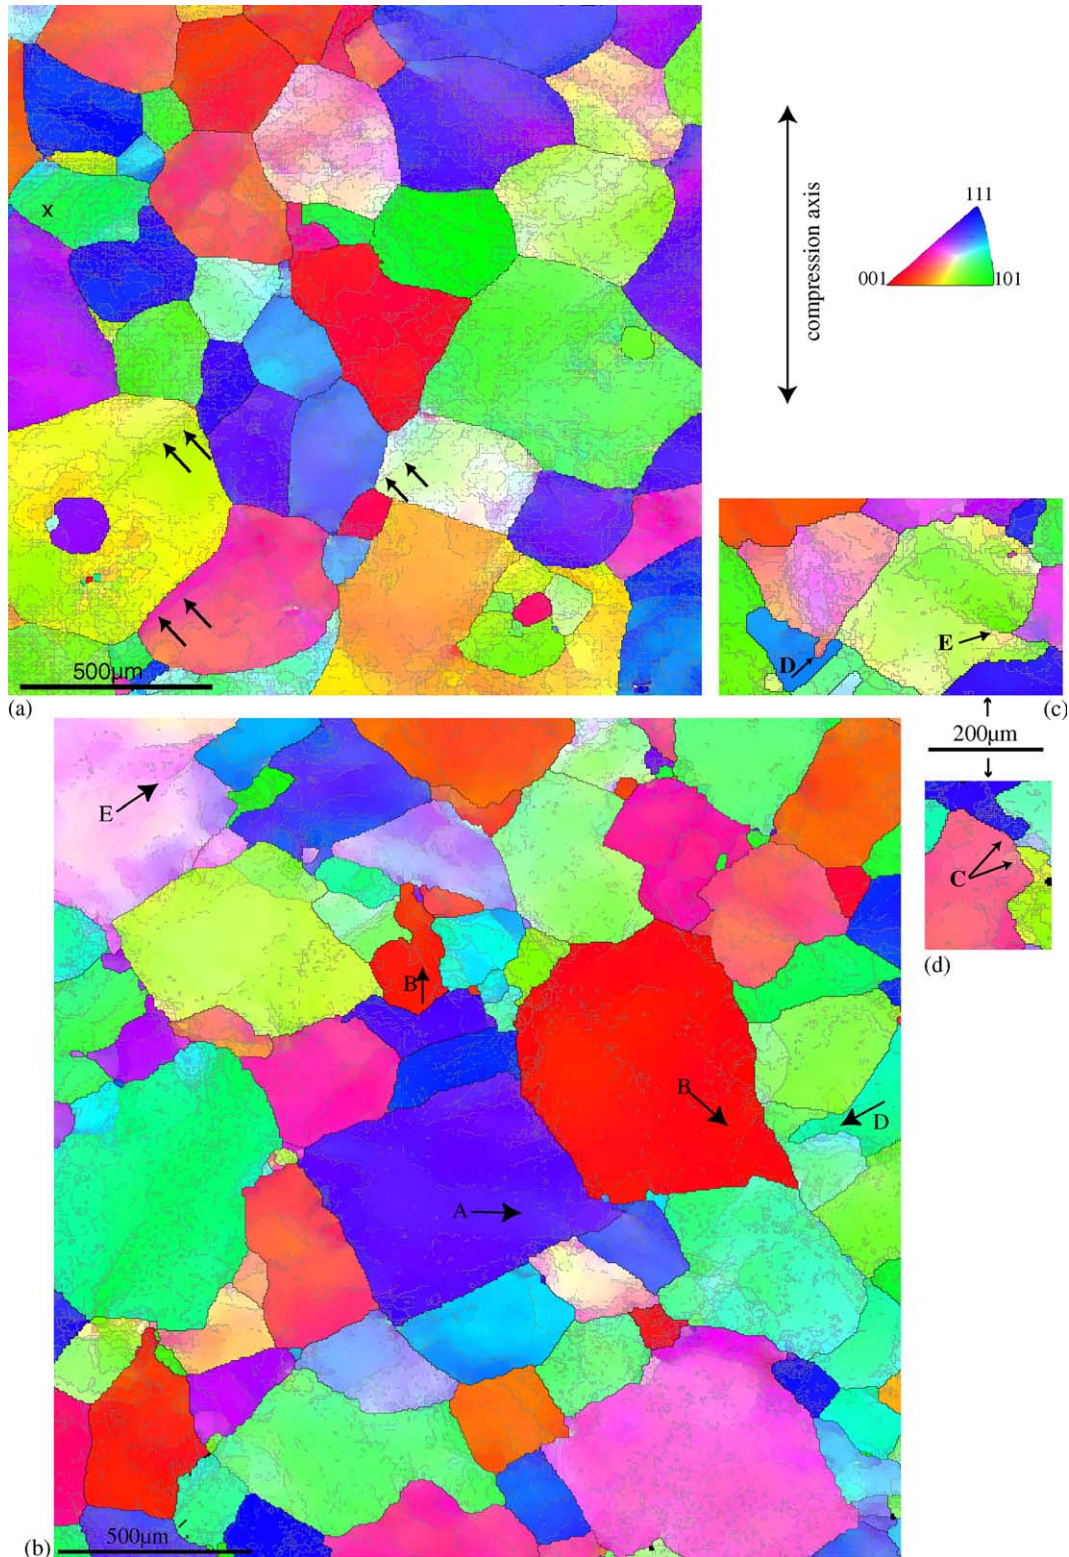 x
500µm
(a)
compression axis
111
001
101
D
E
(c)
200µm
C
(d)
E
B
B
D
A
500µm
(b)